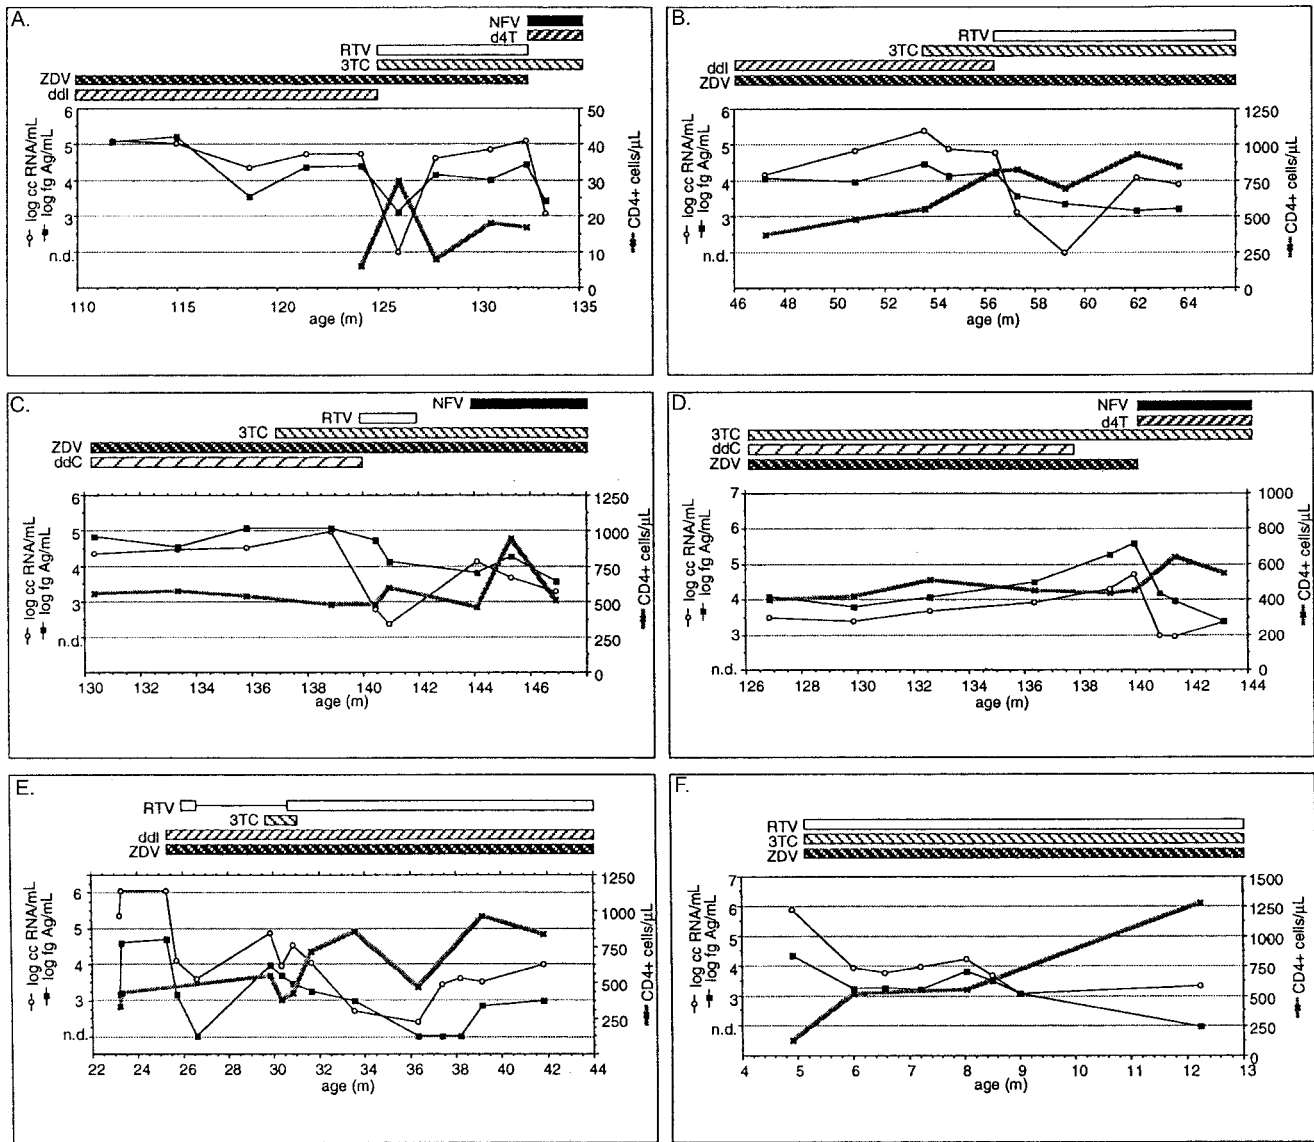 A.
NFV
d4T
RTV
3TC
ZDV
ddI
log cc RNA/mL
log fg Ag/mL
6
5
4
3
n.d.
50
40
30
20
10
0
CD4+ cells/µL
110 115 120 125 130 135
age (m)
B.
RTV
3TC
ddI
ZDV
log cc RNA/mL
log fg Ag/mL
6
5
4
3
n.d.
1250
1000
750
500
250
0
CD4+ cells/µL
46 48 50 52 54 56 58 60 62 64
age (m)
C.
NFV
RTV
3TC
ZDV
ddC
log cc RNA/mL
log fg Ag/mL
6
5
4
3
n.d.
1250
1000
750
500
250
0
CD4+ cells/µL
130 132 134 136 138 140 142 144 146
age (m)
D.
NFV
d4T
3TC
ddC
ZDV
log cc RNA/mL
log fg Ag/mL
7
6
5
4
3
n.d.
1000
800
600
400
200
0
CD4+ cells/µL
126 128 130 132 134 136 138 140 142 144
age (m)
E.
RTV
3TC
ddI
ZDV
log cc RNA/mL
log fg Ag/mL
6
5
4
3
n.d.
1250
1000
750
500
250
0
CD4+ cells/µL
22 24 26 28 30 32 34 36 38 40 42 44
age (m)
F.
RTV
3TC
ZDV
log cc RNA/mL
log fg Ag/mL
7
6
5
4
3
n.d.
1500
1250
1000
750
500
250
0
CD4+ cells/µL
4 5 6 7 8 9 10 11 12 13
age (m)